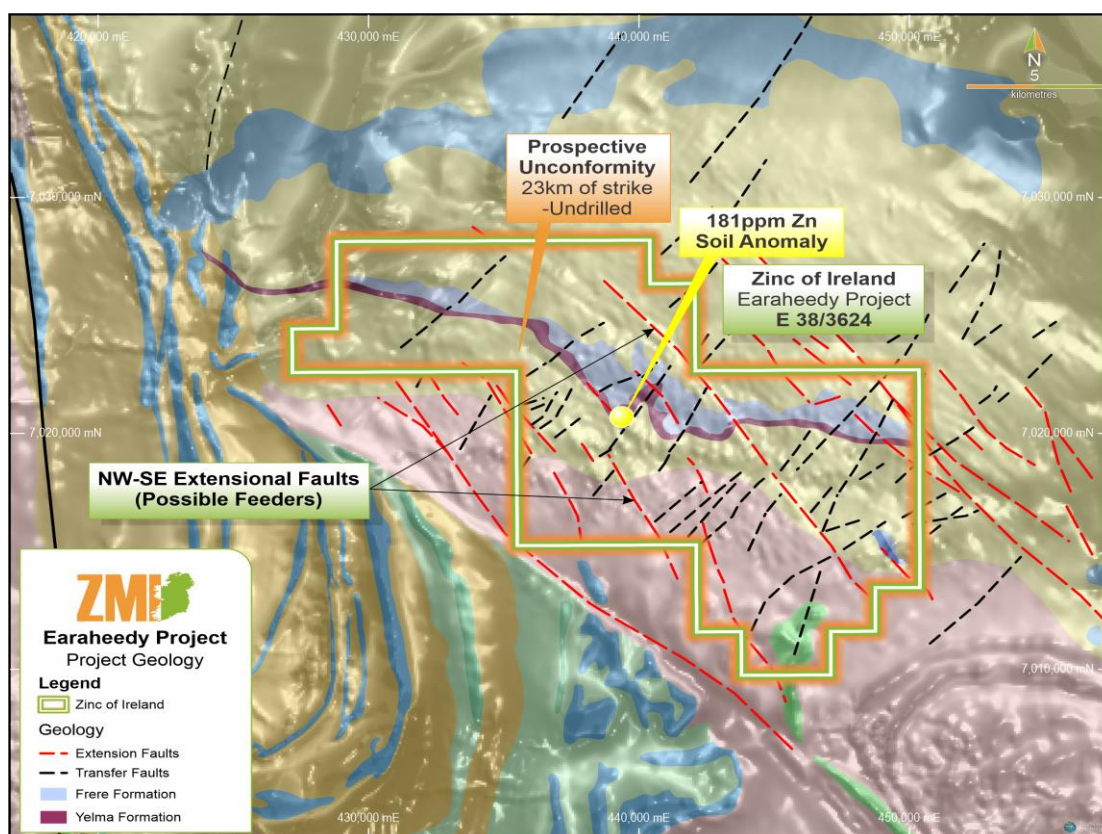 420,000 mE
430,000 mE
440,000 mE
450,000 mE
N
5
kilometres
7,030,000 mN
7,030,000 mN
Prospective
Unconformity
23km of strike
-Undrilled
181ppm Zn
Soil Anomaly
Zinc of Ireland
Earaheedy Project
E 38/3624
7,020,000 mN
7,020,000 mN
NW-SE Extensional Faults
(Possible Feeders)
ZMI
Earaheedy Project
Project Geology
Legend
Zinc of Ireland
Geology
Extension Faults
Transfer Faults
Frere Formation
Yelma Formation
7,010,000 mN
430,000 mE
440,000 mE
450,000 mE